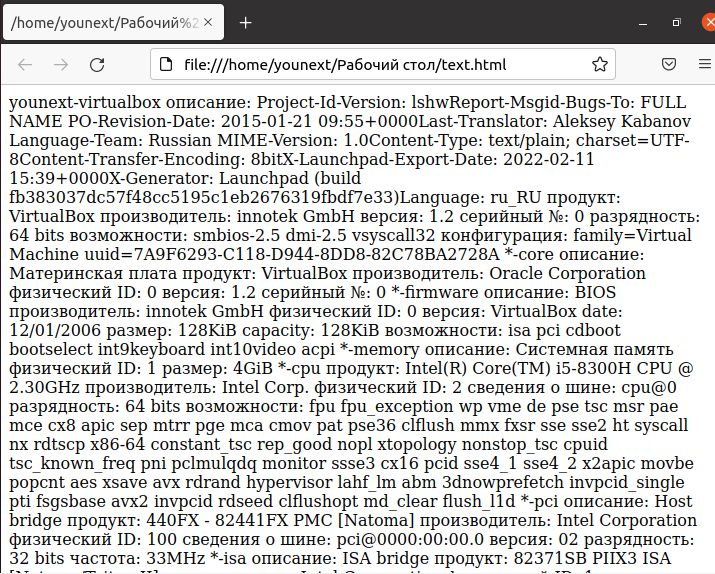 /home/younext/Рабочий%2
file:///home/younext/Рабочий стол/text.html
younext-virtualbox описание: Project-Id-Version: lshwReport-Msgid-Bugs-To: FULL
NAME PO-Revision-Date: 2015-01-21 09:55+0000Last-Translator: Aleksey Kabanov
Language-Team: Russian MIME-Version: 1.0Content-Type: text/plain; charset=UTF-
8Content-Transfer-Encoding: 8bitX-Launchpad-Export-Date: 2022-02-11
15:39+0000X-Generator: Launchpad (build
fb383037dc57f48cc5195c1eb2676319fbdf7e33)Language: ru_RU продукт:
VirtualBox производитель: innotek GmbH версия: 1.2 серийный №: 0 разрядность:
64 bits возможности: smbios-2.5 dmi-2.5 vsyscall32 конфигурация: family=Virtual
Machine uuid=7A9F6293-C118-D944-8DD8-82C78BA2728A *-core описание:
Материнская плата продукт: VirtualBox производитель: Oracle Corporation
физический ID: 0 версия: 1.2 серийный №: 0 *-firmware описание: BIOS
производитель: innotek GmbH физический ID: 0 версия: VirtualBox date:
12/01/2006 размер: 128KiB capacity: 128KiB возможности: isa pci cdboot
bootselect int9keyboard int10video acpi *-memory описание: Системная память
физический ID: 1 размер: 4GiB *-cpu продукт: Intel(R) Core(TM) i5-8300H CPU @
2.30GHz производитель: Intel Corp. физический ID: 2 сведения о шине: cpu@0
разрядность: 64 bits возможности: fpu fpu_exception wp vme de pse tsc msr pae
mce cx8 apic sep mtrr pge mca cmov pat pse36 clflush mmx fxsr sse sse2 ht syscall
nx rdtscp x86-64 constant_tsc rep_good nopl xtopology nonstop_tsc cpuid
tsc_known_freq pni pclmulqdq monitor ssse3 cx16 pcid sse4_1 sse4_2 x2apic movbe
popcnt aes xsave avx rdrand hypervisor lahf_lm abm 3dnowprefetch invpcid_single
pti fsgsbase avx2 invpcid rdseed clflushopt md_clear flush_l1d *-pci описание: Host
bridge продукт: 440FX - 82441FX PMC [Natoma] производитель: Intel Corporation
физический ID: 100 сведения о шине: pci@0000:00:00.0 версия: 02 разрядность:
32 bits частота: 33MHz *-isa описание: ISA bridge продукт: 82371SB PIIX3 ISA